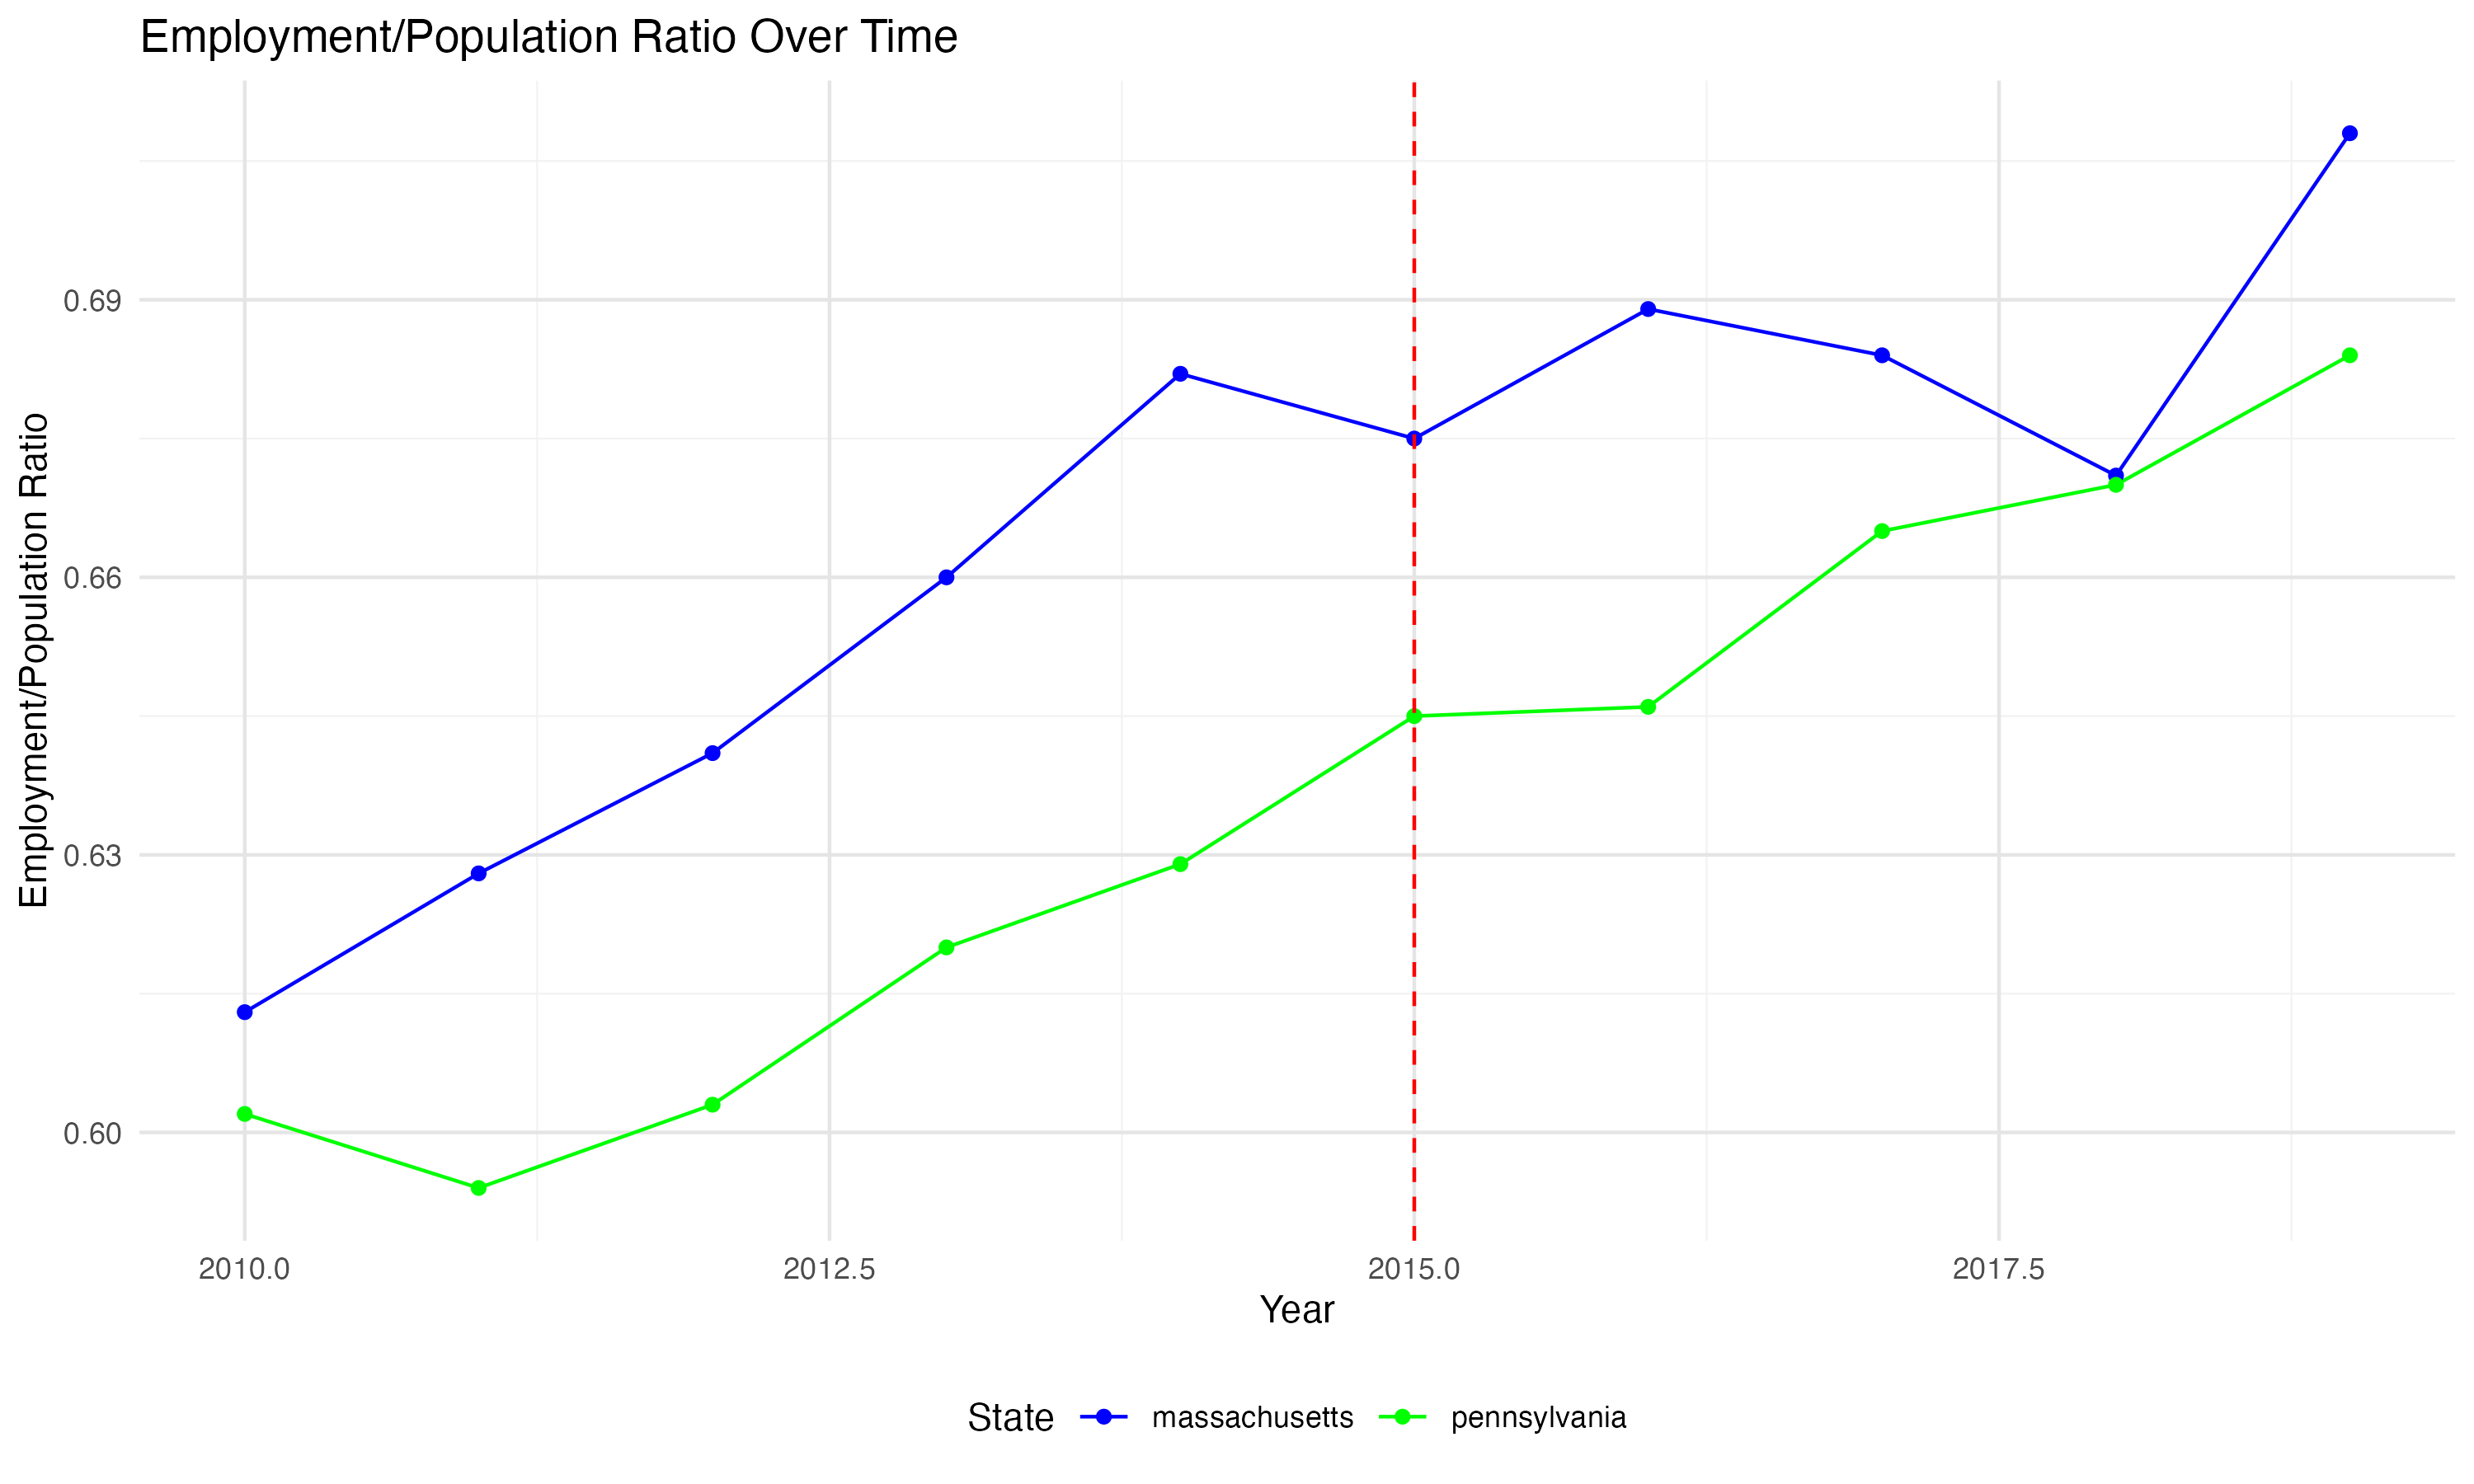 Employment/Population Ratio Over Time
Employment/Population Ratio
0.69
0.66
0.63
0.60
2010.0 2012.5 2015.0 2017.5
Year
State massachusetts pennsylvania